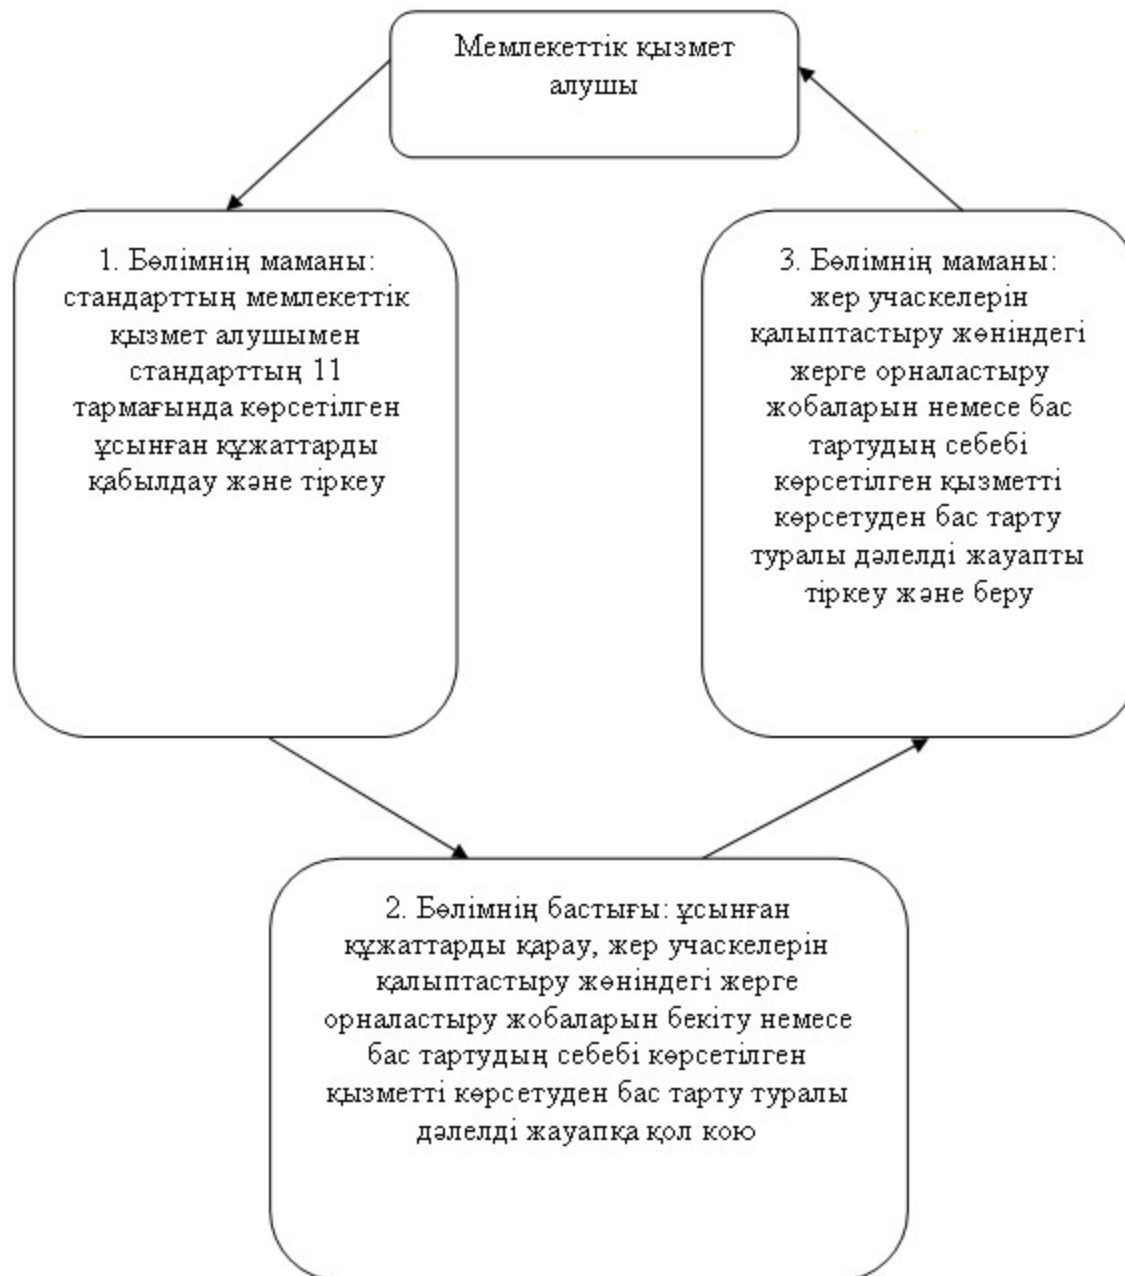 Мемлекеттік қызмет
алушы
1. Бөлімнің маманы:
стандарттың мемлекеттік
қызмет алушымен
стандарттың 11
тармағында көрсетілген
ұсынған құжаттарды
қабылдау және тіркеу
3. Бөлімнің маманы:
жер учаскелерін
қалыптастыру жөніндегі
жерге орналастыру
жобаларын немесе бас
тартудың себебі
көрсетілген қызметті
көрсетуден бас тарту
туралы дәлелді жауапты
тіркеу және беру
2. Бөлімнің бастығы: ұсынған
құжаттарды қарау, жер учаскелерін
қалыптастыру жөніндегі жерге
орналастыру жобаларын бекіту немесе
бас тартудың себебі көрсетілген
қызметті көрсетуден бас тарту туралы
дәлелді жауапқа қол кою